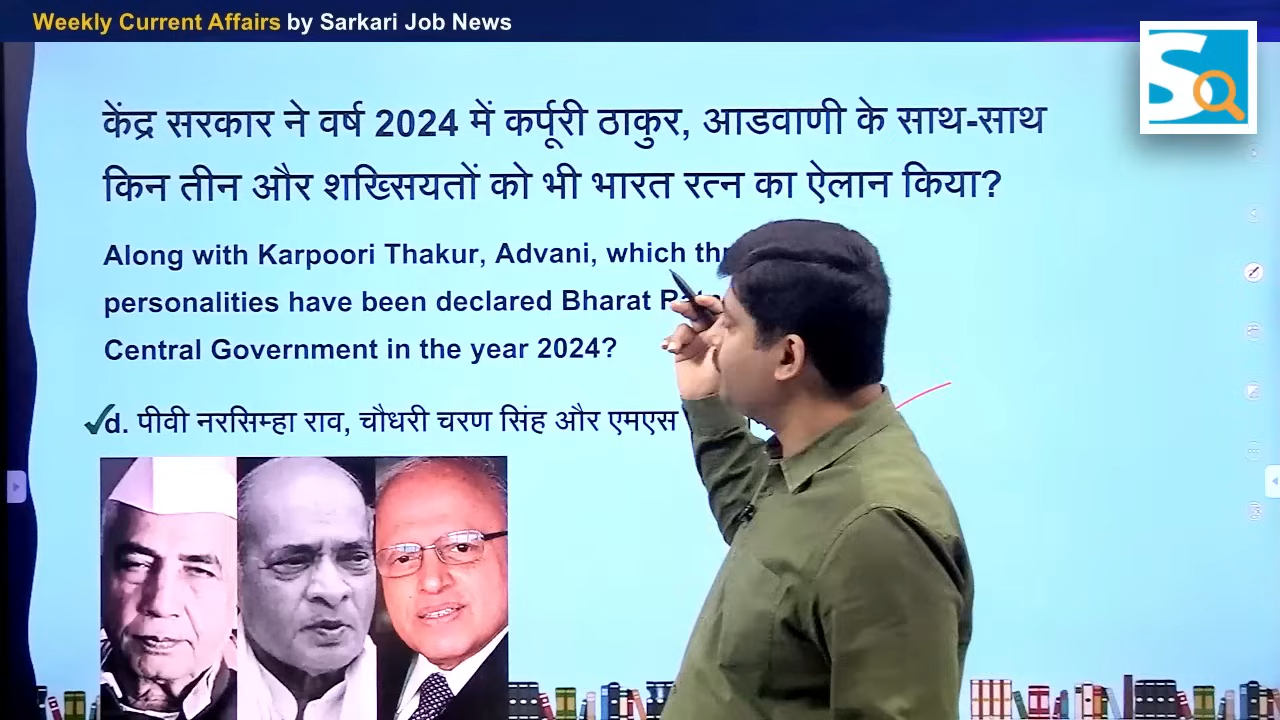 Weekly Current Affairs by Sarkari Job News
केंद्र सरकार ने वर्ष 2024 में कर्पूरी ठाकुर, आडवाणी के साथ-साथ
किन तीन और शख्सियतों को भी भारत रत्न का ऐलान किया?
Along with Karpoori Thakur, Advani, which
personalities have been declared Bharat
Central Government in the year 2024?
d. पीवी नरसिम्हा राव, चौधरी चरण सिंह और एमएस